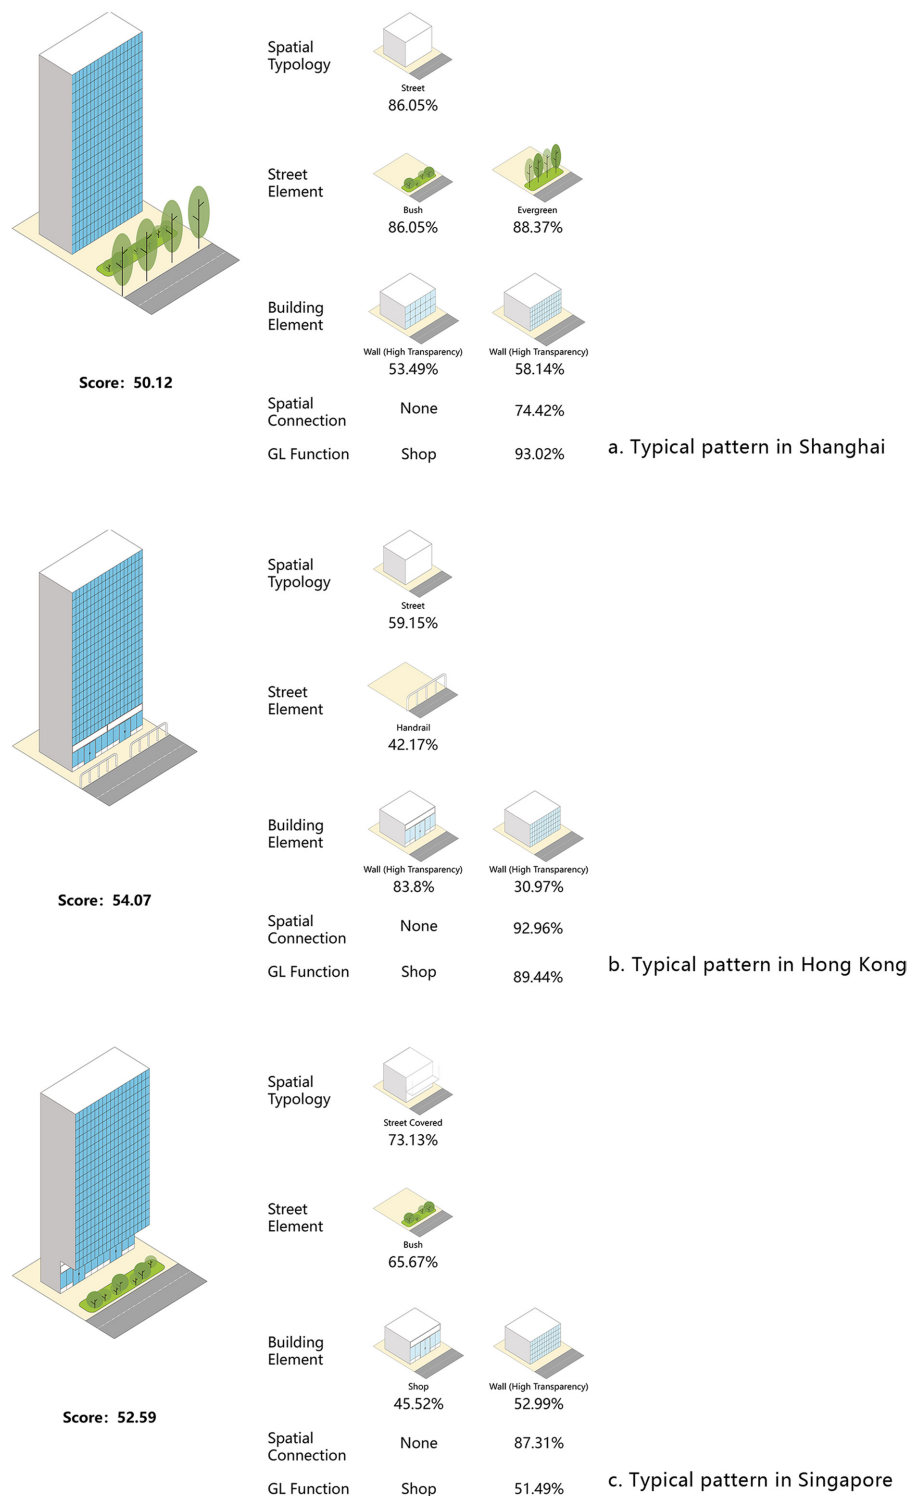 Spatial
Typology
Street
86.05%
Street
Element
Bush
86.05%
Evergreen
88.37%
Building
Element
Wall (High Transparency)
53.49%
Wall (High Transparency)
58.14%
Score: 50.12
Spatial
Connection
None
74.42%
GL Function
Shop
93.02%
a. Typical pattern in Shanghai
Spatial
Typology
Street
59.15%
Street
Element
Handrail
42.17%
Building
Element
Wall (High Transparency)
83.8%
Wall (High Transparency)
30.97%
Score: 54.07
Spatial
Connection
None
92.96%
GL Function
Shop
89.44%
b. Typical pattern in Hong Kong
Spatial
Typology
Street Covered
73.13%
Street
Element
Bush
65.67%
Building
Element
Shop
45.52%
Wall (High Transparency)
52.99%
Score: 52.59
Spatial
Connection
None
87.31%
GL Function
Shop
51.49%
c. Typical pattern in Singapore